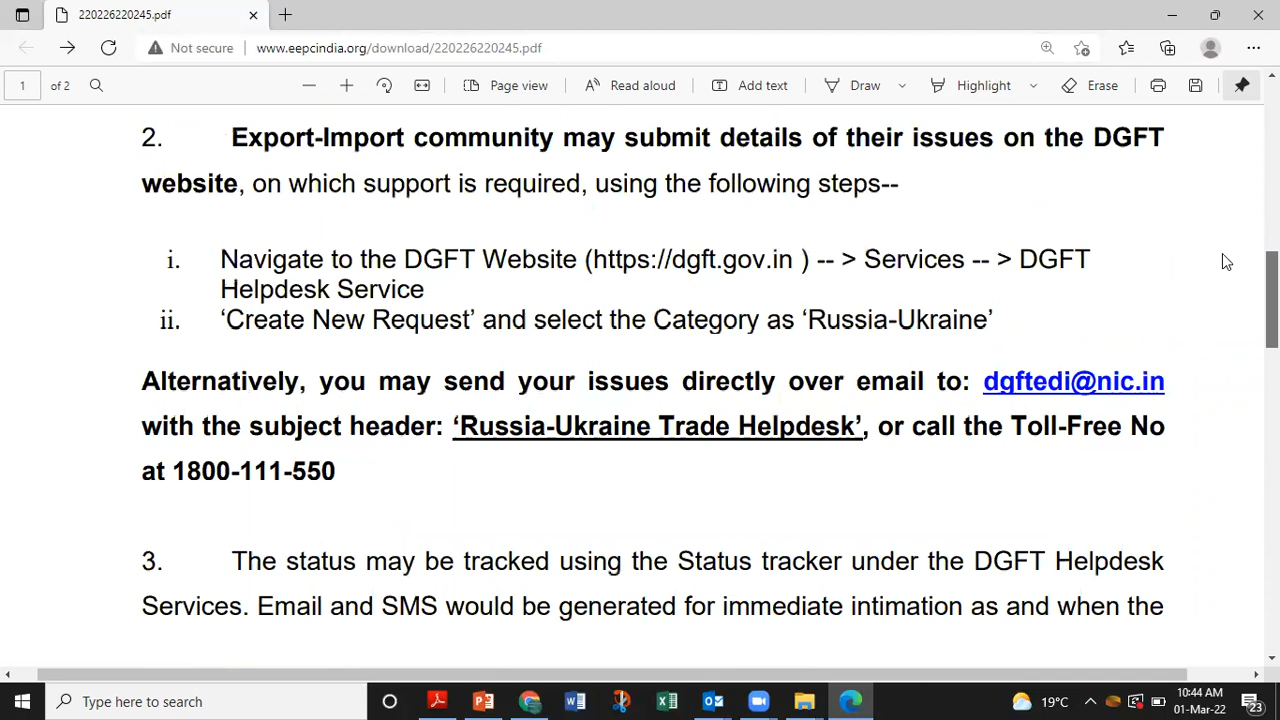 220226220245.pdf
Not secure www.eepcindia.org/download/220226220245.pdf
1 of 2 Page view Read aloud Add text Draw Highlight Erase
2. Export-Import community may submit details of their issues on the DGFT
website, on which support is required, using the following steps--
i. Navigate to the DGFT Website (https://dgft.gov.in ) -- > Services -- > DGFT
Helpdesk Service
ii. ‘Create New Request’ and select the Category as ‘Russia-Ukraine’
Alternatively, you may send your issues directly over email to: dgftedi@nic.in
with the subject header: ‘Russia-Ukraine Trade Helpdesk’, or call the Toll-Free No
at 1800-111-550
3. The status may be tracked using the Status tracker under the DGFT Helpdesk
Services. Email and SMS would be generated for immediate intimation as and when the
Type here to search
19°C
10:44 AM
01-Mar-22
23